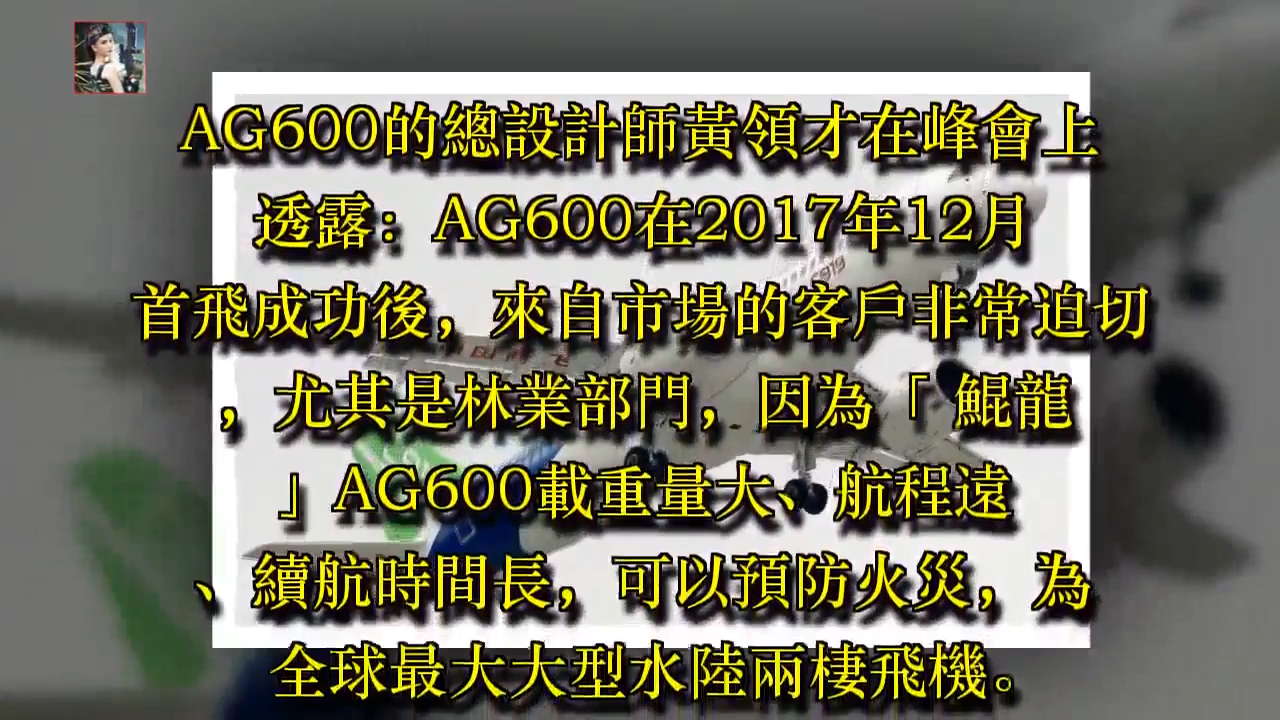 AG600的總設計師黃領才在峰會上
透露：AG600在2017年12月
首飛成功後，來自市場的客戶非常迫切
，尤其是林業部門，因為「 鯤龍
」AG600載重量大、航程遠
、續航時間長，可以預防火災，為
全球最大大型水陸兩棲飛機。
C919